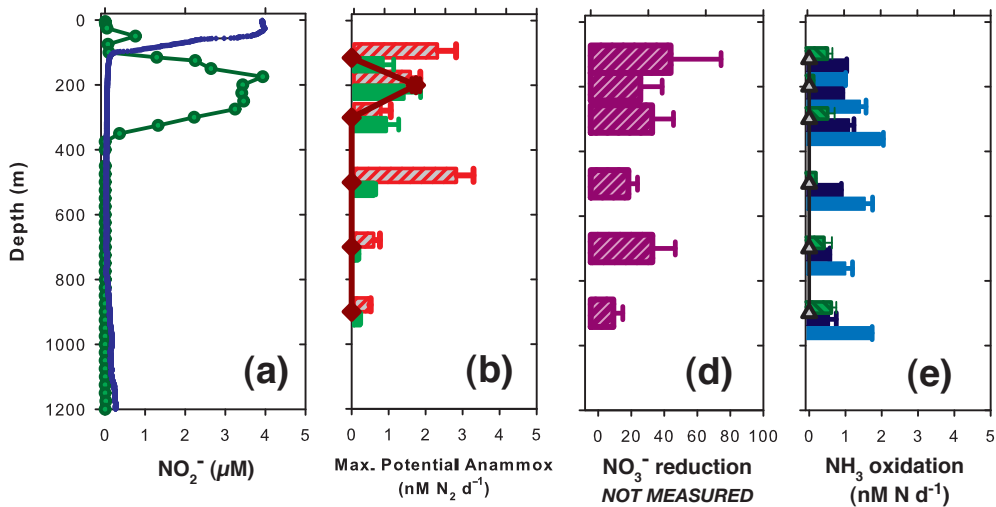 0
200
400
600
800
1000
1200
Depth (m)
0 1 2 3 4 5
NO₂⁻ (µM)
(a)
0 1 2 3 4 5
Max. Potential Anammox
(nM N₂ d⁻¹)
(b)
0 20 40 60 80 100
NO₃⁻ reduction
NOT MEASURED
(d)
0 1 2 3 4 5
NH₃ oxidation
(nM N d⁻¹)
(e)